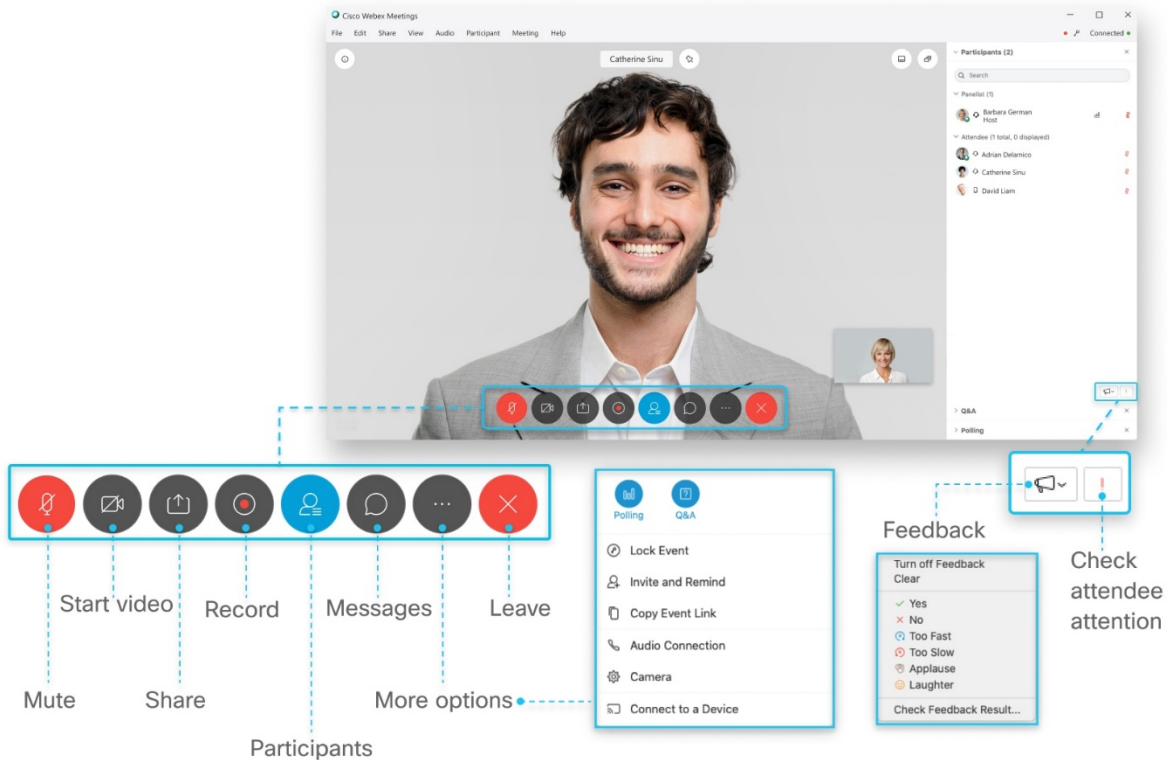 Cisco Webex Meetings
File Edit Share View Audio Participant Meeting Help
Connected
Catherine Sinu
Participants (2)
Search
Panelist (1)
Barbara German
Host
Attendee (1 total, 0 displayed)
Adrian Delamico
Catherine Sinu
David Liam
Q&A
Polling
Mute
Start video
Share
Record
Participants
Messages
More options
Leave
Polling
Q&A
Lock Event
Invite and Remind
Copy Event Link
Audio Connection
Camera
Connect to a Device
Feedback
Turn off Feedback
Clear
Yes
No
Too Fast
Too Slow
Applause
Laughter
Check Feedback Result...
Check
attendee
attention